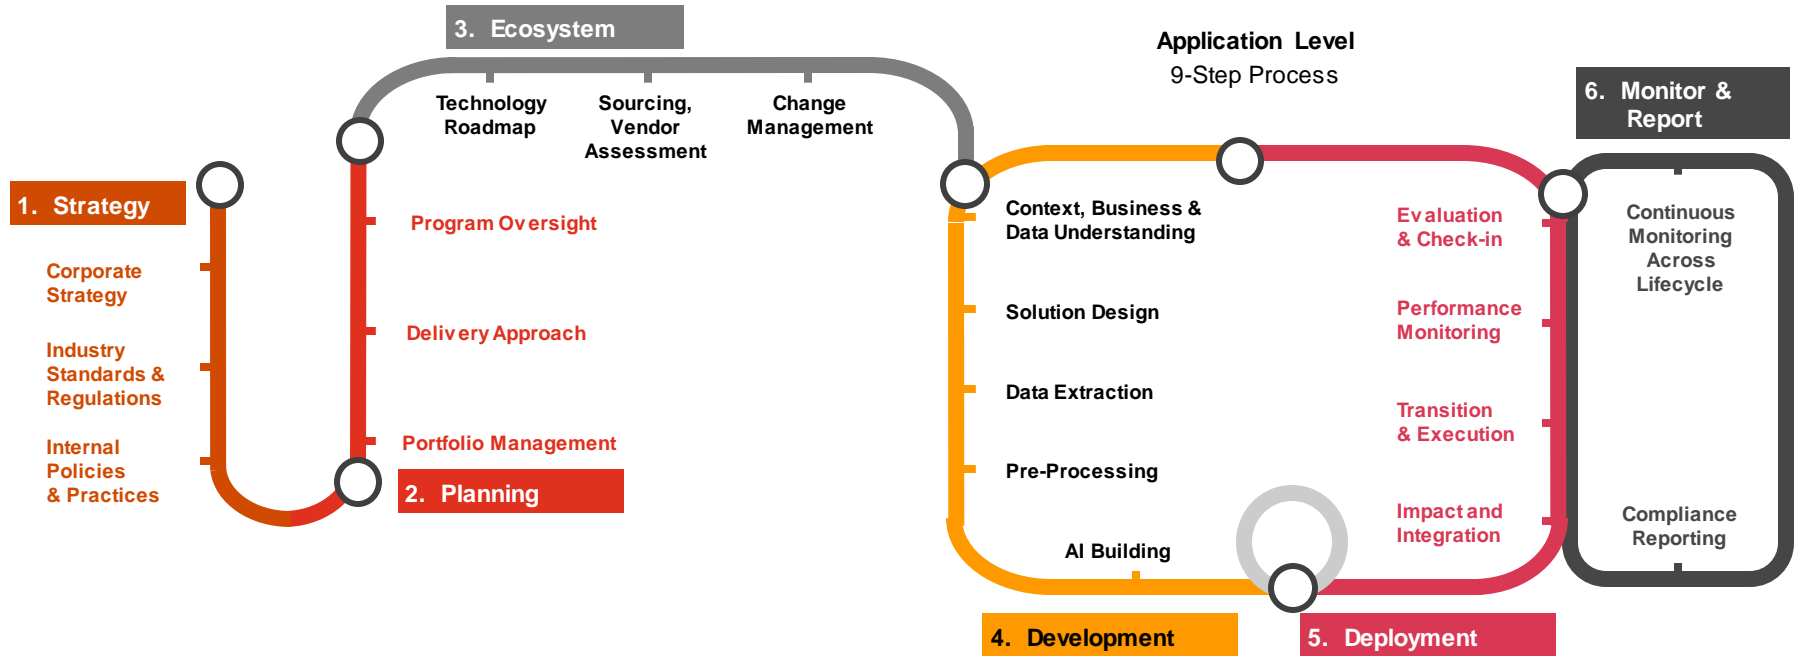 1. Strategy
Corporate
Strategy
Industry
Standards &
Regulations
Internal
Policies
& Practices
2. Planning
Program Oversight
Delivery Approach
Portfolio Management
3. Ecosystem
Technology
Roadmap
Sourcing,
Vendor
Assessment
Change
Management
Application Level
9-Step Process
4. Development
Context, Business &
Data Understanding
Solution Design
Data Extraction
Pre-Processing
AI Building
5. Deployment
Evaluation
& Check-in
Performance
Monitoring
Transition
& Execution
Impact and
Integration
6. Monitor &
Report
Continuous
Monitoring
Across
Lifecycle
Compliance
Reporting